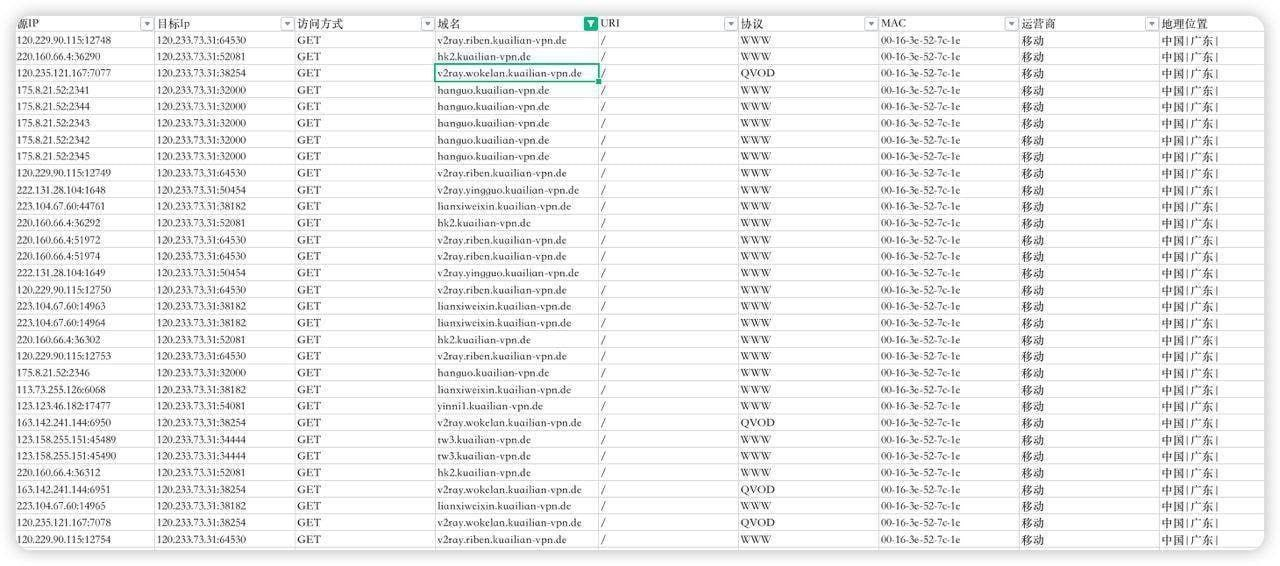 源IP 目标Ip 访问方式 域名 URI 协议 MAC 运营商 地理位置
120.229.90.115:12748 120.233.73.31:64530 GET v2ray.riben.kuailian-vpn.de / WWW 00-16-3e-52-7c-1e 移动 中国|广东|
220.160.66.4:36290 120.233.73.31:52081 GET hk2.kuailian-vpn.de / WWW 00-16-3e-52-7c-1e 移动 中国|广东|
120.235.121.167:7077 120.233.73.31:38254 GET v2ray.wokelan.kuailian-vpn.de / QVOD 00-16-3e-52-7c-1e 移动 中国|广东|
175.8.21.52:2341 120.233.73.31:32000 GET hanguo.kuailian-vpn.de / WWW 00-16-3e-52-7c-1e 移动 中国|广东|
175.8.21.52:2344 120.233.73.31:32000 GET hanguo.kuailian-vpn.de / WWW 00-16-3e-52-7c-1e 移动 中国|广东|
175.8.21.52:2343 120.233.73.31:32000 GET hanguo.kuailian-vpn.de / WWW 00-16-3e-52-7c-1e 移动 中国|广东|
175.8.21.52:2342 120.233.73.31:32000 GET hanguo.kuailian-vpn.de / WWW 00-16-3e-52-7c-1e 移动 中国|广东|
175.8.21.52:2345 120.233.73.31:32000 GET hanguo.kuailian-vpn.de / WWW 00-16-3e-52-7c-1e 移动 中国|广东|
120.229.90.115:12749 120.233.73.31:64530 GET v2ray.riben.kuailian-vpn.de / WWW 00-16-3e-52-7c-1e 移动 中国|广东|
222.131.28.104:1648 120.233.73.31:50454 GET v2ray.yingguo.kuailian-vpn.de / WWW 00-16-3e-52-7c-1e 移动 中国|广东|
223.104.67.60:44761 120.233.73.31:38182 GET lianxiweixin.kuailian-vpn.de / WWW 00-16-3e-52-7c-1e 移动 中国|广东|
220.160.66.4:36292 120.233.73.31:52081 GET hk2.kuailian-vpn.de / WWW 00-16-3e-52-7c-1e 移动 中国|广东|
220.160.66.4:51972 120.233.73.31:64530 GET v2ray.riben.kuailian-vpn.de / WWW 00-16-3e-52-7c-1e 移动 中国|广东|
220.160.66.4:51974 120.233.73.31:64530 GET v2ray.riben.kuailian-vpn.de / WWW 00-16-3e-52-7c-1e 移动 中国|广东|
222.131.28.104:1649 120.233.73.31:50454 GET v2ray.yingguo.kuailian-vpn.de / WWW 00-16-3e-52-7c-1e 移动 中国|广东|
120.229.90.115:12750 120.233.73.31:64530 GET v2ray.riben.kuailian-vpn.de / WWW 00-16-3e-52-7c-1e 移动 中国|广东|
223.104.67.60:14963 120.233.73.31:38182 GET lianxiweixin.kuailian-vpn.de / WWW 00-16-3e-52-7c-1e 移动 中国|广东|
223.104.67.60:14964 120.233.73.31:38182 GET lianxiweixin.kuailian-vpn.de / WWW 00-16-3e-52-7c-1e 移动 中国|广东|
220.160.66.4:36302 120.233.73.31:52081 GET hk2.kuailian-vpn.de / WWW 00-16-3e-52-7c-1e 移动 中国|广东|
120.229.90.115:12753 120.233.73.31:64530 GET v2ray.riben.kuailian-vpn.de / WWW 00-16-3e-52-7c-1e 移动 中国|广东|
175.8.21.52:2346 120.233.73.31:32000 GET hanguo.kuailian-vpn.de / WWW 00-16-3e-52-7c-1e 移动 中国|广东|
113.73.255.126:6068 120.233.73.31:38182 GET lianxiweixin.kuailian-vpn.de / WWW 00-16-3e-52-7c-1e 移动 中国|广东|
123.123.46.182:17477 120.233.73.31:54081 GET yinni1.kuailian-vpn.de / WWW 00-16-3e-52-7c-1e 移动 中国|广东|
163.142.241.144:6950 120.233.73.31:38254 GET v2ray.wokelan.kuailian-vpn.de / QVOD 00-16-3e-52-7c-1e 移动 中国|广东|
123.158.255.151:45489 120.233.73.31:34444 GET tw3.kuailian-vpn.de / WWW 00-16-3e-52-7c-1e 移动 中国|广东|
123.158.255.151:45490 120.233.73.31:34444 GET tw3.kuailian-vpn.de / WWW 00-16-3e-52-7c-1e 移动 中国|广东|
220.160.66.4:36312 120.233.73.31:52081 GET hk2.kuailian-vpn.de / WWW 00-16-3e-52-7c-1e 移动 中国|广东|
163.142.241.144:6951 120.233.73.31:38254 GET v2ray.wokelan.kuailian-vpn.de / QVOD 00-16-3e-52-7c-1e 移动 中国|广东|
223.104.67.60:14965 120.233.73.31:38182 GET lianxiweixin.kuailian-vpn.de / WWW 00-16-3e-52-7c-1e 移动 中国|广东|
120.235.121.167:7078 120.233.73.31:38254 GET v2ray.wokelan.kuailian-vpn.de / QVOD 00-16-3e-52-7c-1e 移动 中国|广东|
120.229.90.115:12754 120.233.73.31:64530 GET v2ray.riben.kuailian-vpn.de / WWW 00-16-3e-52-7c-1e 移动 中国|广东|